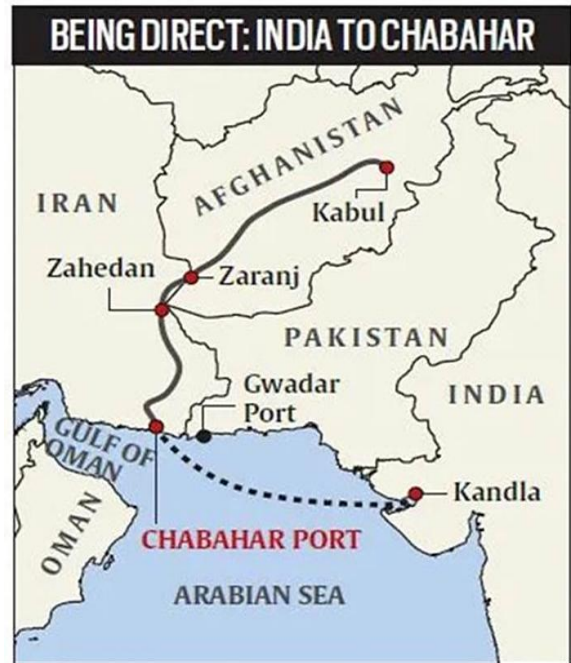 BEING DIRECT: INDIA TO CHABAHAR
AFGHANISTAN
IRAN
Kabul
Zahedan
Zaranj
PAKISTAN
Gwadar
Port
INDIA
GULF OF
OMAN
Kandla
OMAN
CHABAHAR PORT
ARABIAN SEA